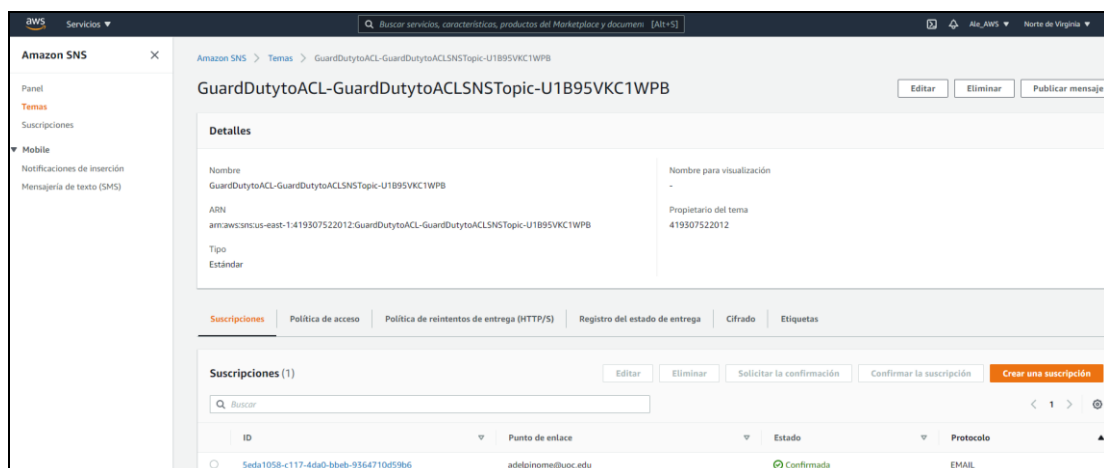 aws Servicios ▼ Buscar servicios, características, productos del Marketplace y documen [Alt+S] Ale_AWS ▼ Norte de Virginia ▼
Amazon SNS
Panel
Temas
Suscripciones
Mobile
Notificaciones de inserción
Mensajería de texto (SMS)
Amazon SNS > Temas > GuardDutytoACL-GuardDutytoACLSNSTopic-U1B95VKC1WPB
GuardDutytoACL-GuardDutytoACLSNSTopic-U1B95VKC1WPB
Editar Eliminar Publicar mensaje
Detalles
Nombre
GuardDutytoACL-GuardDutytoACLSNSTopic-U1B95VKC1WPB
ARN
arn:aws:sns:us-east-1:419307522012:GuardDutytoACL-GuardDutytoACLSNSTopic-U1B95VKC1WPB
Tipo
Estándar
Nombre para visualización
-
Propietario del tema
419307522012
Suscripciones Política de acceso Política de reintentos de entrega (HTTP/S) Registro del estado de entrega Cifrado Etiquetas
Suscripciones (1) Editar Eliminar Solicitar la confirmación Confirmar la suscripción Crear una suscripción
Buscar < 1 >
ID Punto de enlace Estado Protocolo
5eda1058-c117-4da0-bbeb-9364710d59b6 adelpinome@uoc.edu Confirmada EMAIL